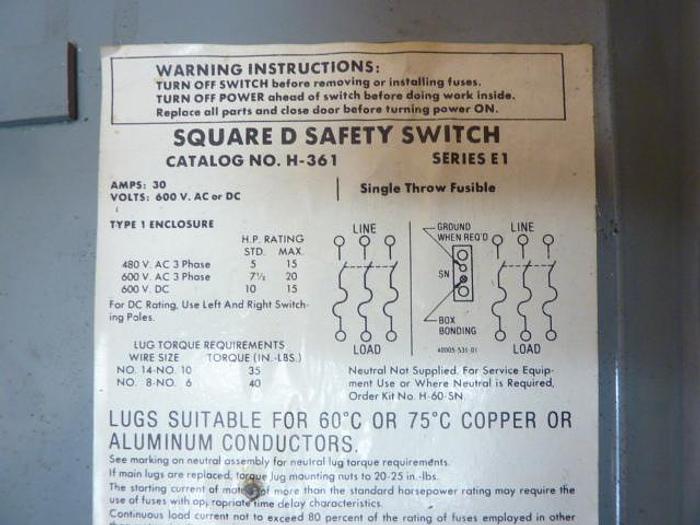 WARNING INSTRUCTIONS:
TURN OFF SWITCH before removing or installing fuses.
TURN OFF POWER ahead of switch before doing work inside.
Replace all parts and close door before turning power ON.
SQUARE D SAFETY SWITCH
CATALOG NO. H-361 SERIES E1
AMPS: 30
VOLTS: 600 V. AC or DC
Single Throw Fusible
TYPE 1 ENCLOSURE
H.P. RATING
STD. MAX.
480 V. AC 3 Phase 5 15
600 V. AC 3 Phase 7½ 20
600 V. DC 10 15
For DC Rating, Use Left And Right Switch-
ing Poles.
LUG TORQUE REQUIREMENTS
WIRE SIZE TORQUE (IN.-LBS.)
NO. 14-NO. 10 35
NO. 8-NO. 6 40
LINE
LOAD
GROUND
WHEN REQ'D
SN
BOX
BONDING
40005-531-01
LINE
LOAD
Neutral Not Supplied. For Service Equip-
ment Use or Where Neutral is Required,
Order Kit No. H-60-SN.
LUGS SUITABLE FOR 60°C OR 75°C COPPER OR
ALUMINUM CONDUCTORS.
See marking on neutral assembly for neutral lug torque requirements.
If main lugs are replaced, torque lug mounting nuts to 20-25 in.-lbs.
The starting current of motors of more than the standard horsepower rating may require the
use of fuses with appropriate time delay characteristics.
Continuous load current not to exceed 80 percent of the rating of fuses employed in other